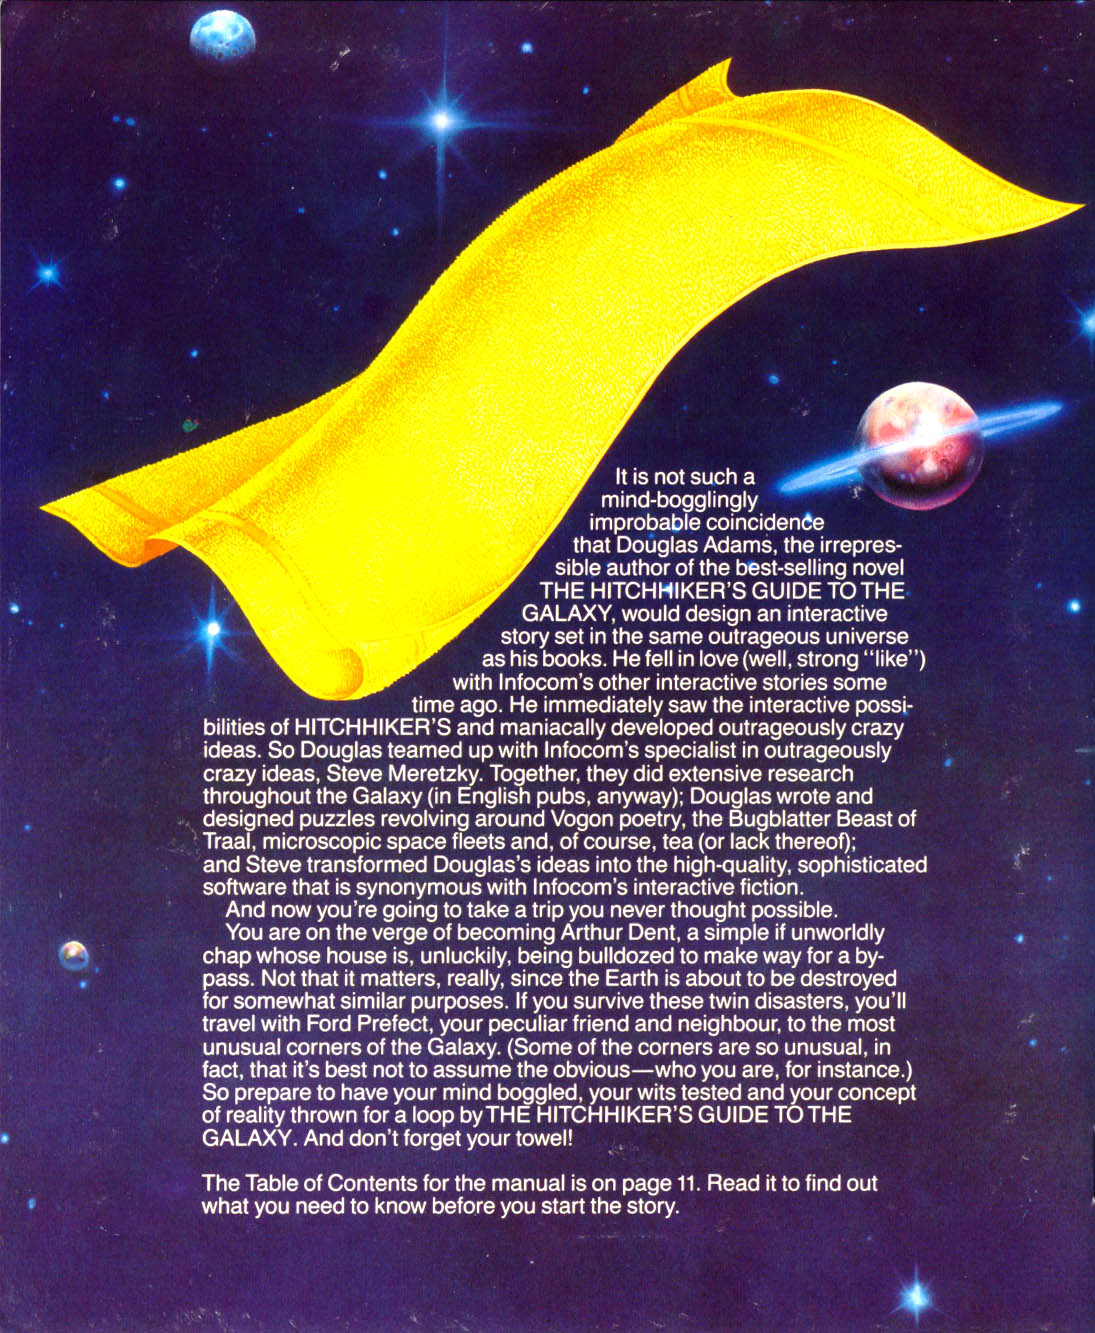 It is not such a
mind-bogglingly
improbable coincidence
that Douglas Adams, the irrepres-
sible author of the best-selling novel
THE HITCHHIKER'S GUIDE TO THE
GALAXY, would design an interactive
story set in the same outrageous universe
as his books. He fell in love (well, strong "like")
with Infocom's other interactive stories some
time ago. He immediately saw the interactive possi-
bilities of HITCHHIKER'S and maniacally developed outrageously crazy
ideas. So Douglas teamed up with Infocom's specialist in outrageously
crazy ideas, Steve Meretzky. Together, they did extensive research
throughout the Galaxy (in English pubs, anyway); Douglas wrote and
designed puzzles revolving around Vogon poetry, the Bugblatter Beast of
Traal, microscopic space fleets and, of course, tea (or lack thereof);
and Steve transformed Douglas's ideas into the high-quality, sophisticated
software that is synonymous with Infocom's interactive fiction.
And now you're going to take a trip you never thought possible.
You are on the verge of becoming Arthur Dent, a simple if unworldly
chap whose house is, unluckily, being bulldozed to make way for a by-
pass. Not that it matters, really, since the Earth is about to be destroyed
for somewhat similar purposes. If you survive these twin disasters, you'll
travel with Ford Prefect, your peculiar friend and neighbour, to the most
unusual corners of the Galaxy. (Some of the corners are so unusual, in
fact, that it's best not to assume the obvious—who you are, for instance.)
So prepare to have your mind boggled, your wits tested and your concept
of reality thrown for a loop by THE HITCHHIKER'S GUIDE TO THE
GALAXY. And don't forget your towel!
The Table of Contents for the manual is on page 11. Read it to find out
what you need to know before you start the story.